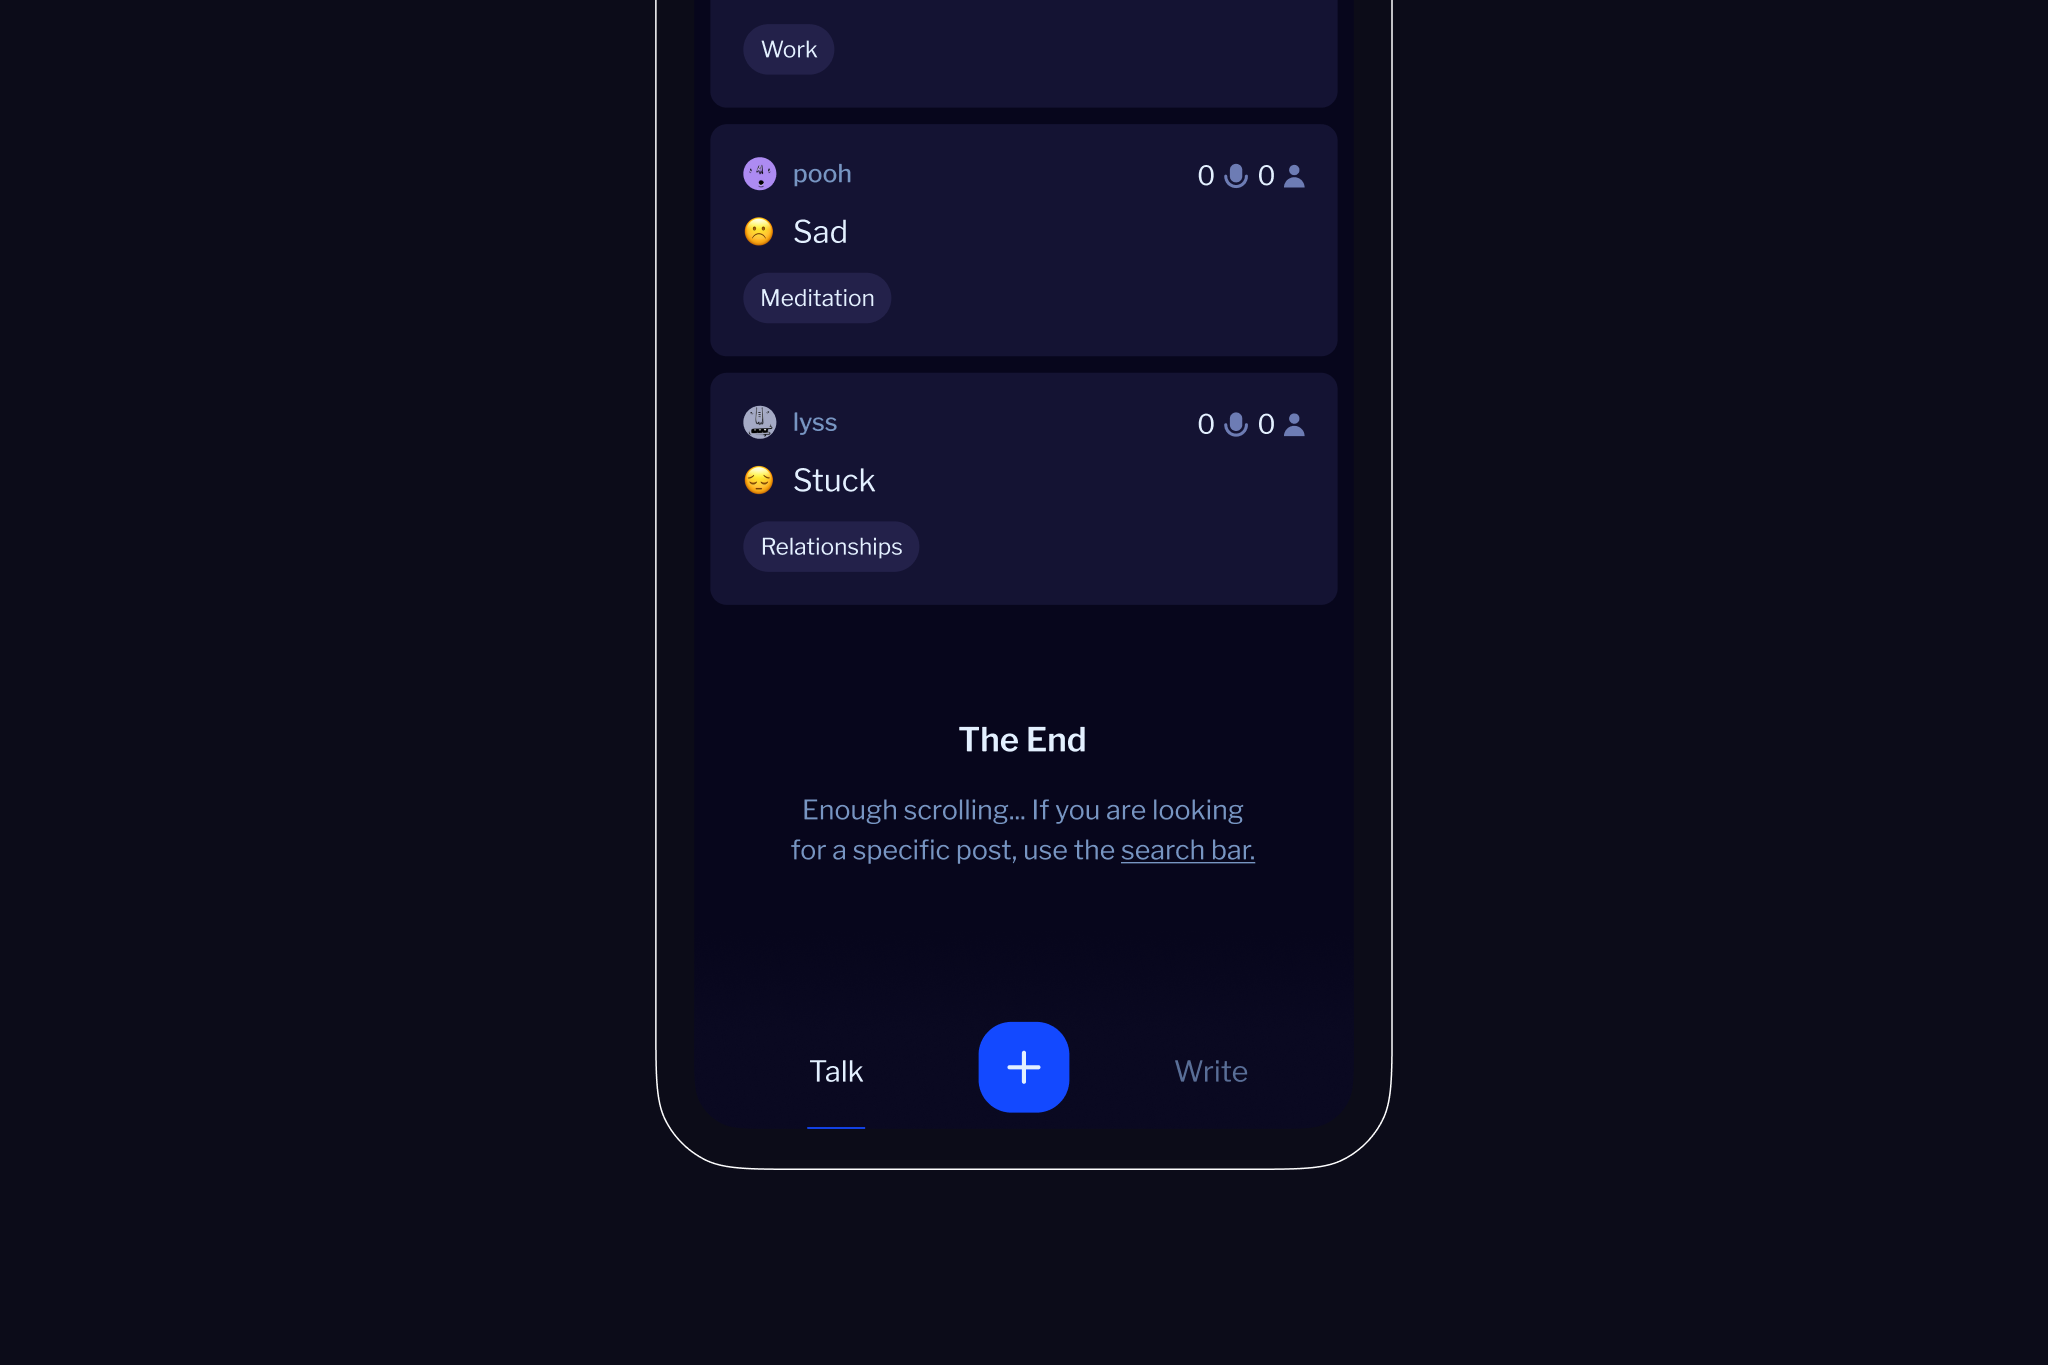 Work
pooh 0 0
Sad
Meditation
lyss 0 0
Stuck
Relationships
The End
Enough scrolling... If you are looking
for a specific post, use the search bar.
Talk Write